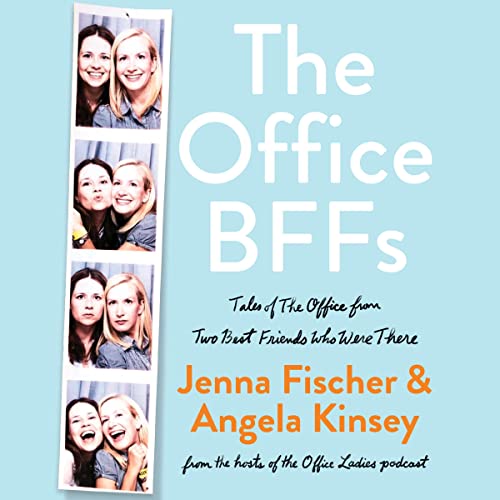 The
Office
BFFs
Tales of The Office from
Two Best Friends Who Were There
Jenna Fischer &
Angela Kinsey
from the hosts of the Office Ladies podcast